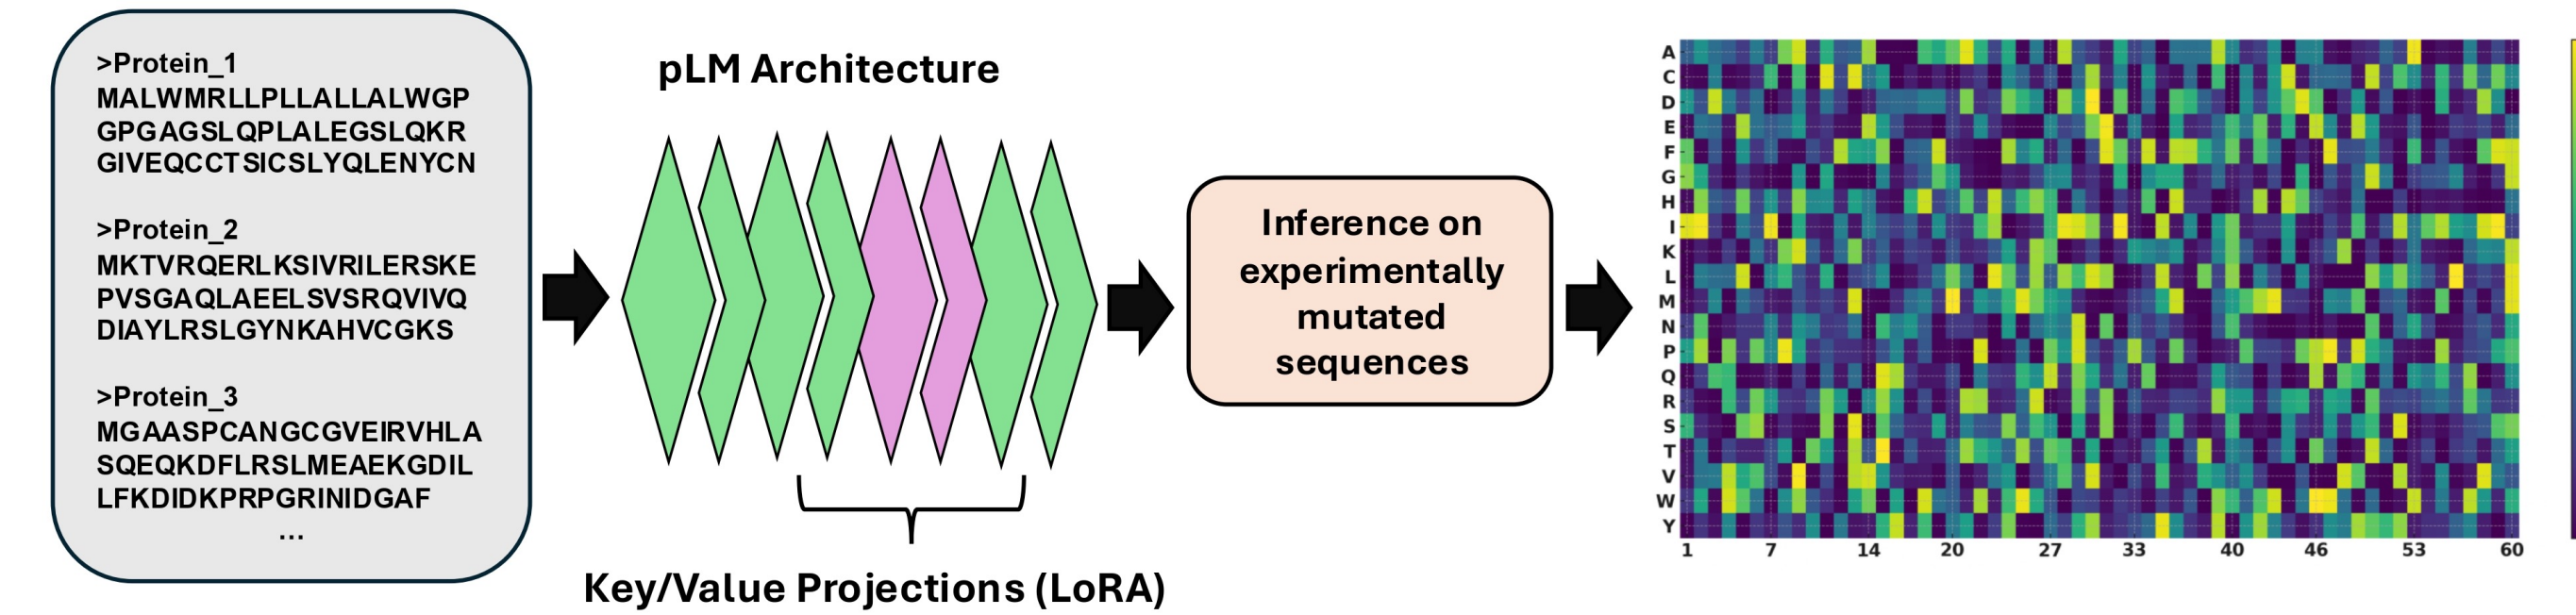 >Protein_1
MALWMRLLPLLALLALWGP
GPGAGSLQPLALEGSLQKR
GIVEQCCTSICSLYQLENYCN
>Protein_2
MKTVRQERLKSIVRILERSKE
PVSGAQLAEELSVSRQVIVQ
DIAYLRSLGYNKAHVCGKS
>Protein_3
MGAASPCANGCGVEIRVHLA
SQEQKDFLRSLMEAEKGDIL
LFKDIDKPRPGRINIDGAF
...
pLM Architecture
Key/Value Projections (LoRA)
Inference on
experimentally
mutated
sequences
A
C
D
E
F
G
H
I
K
L
M
N
P
Q
R
S
T
V
W
Y
1 7 14 20 27 33 40 46 53 60